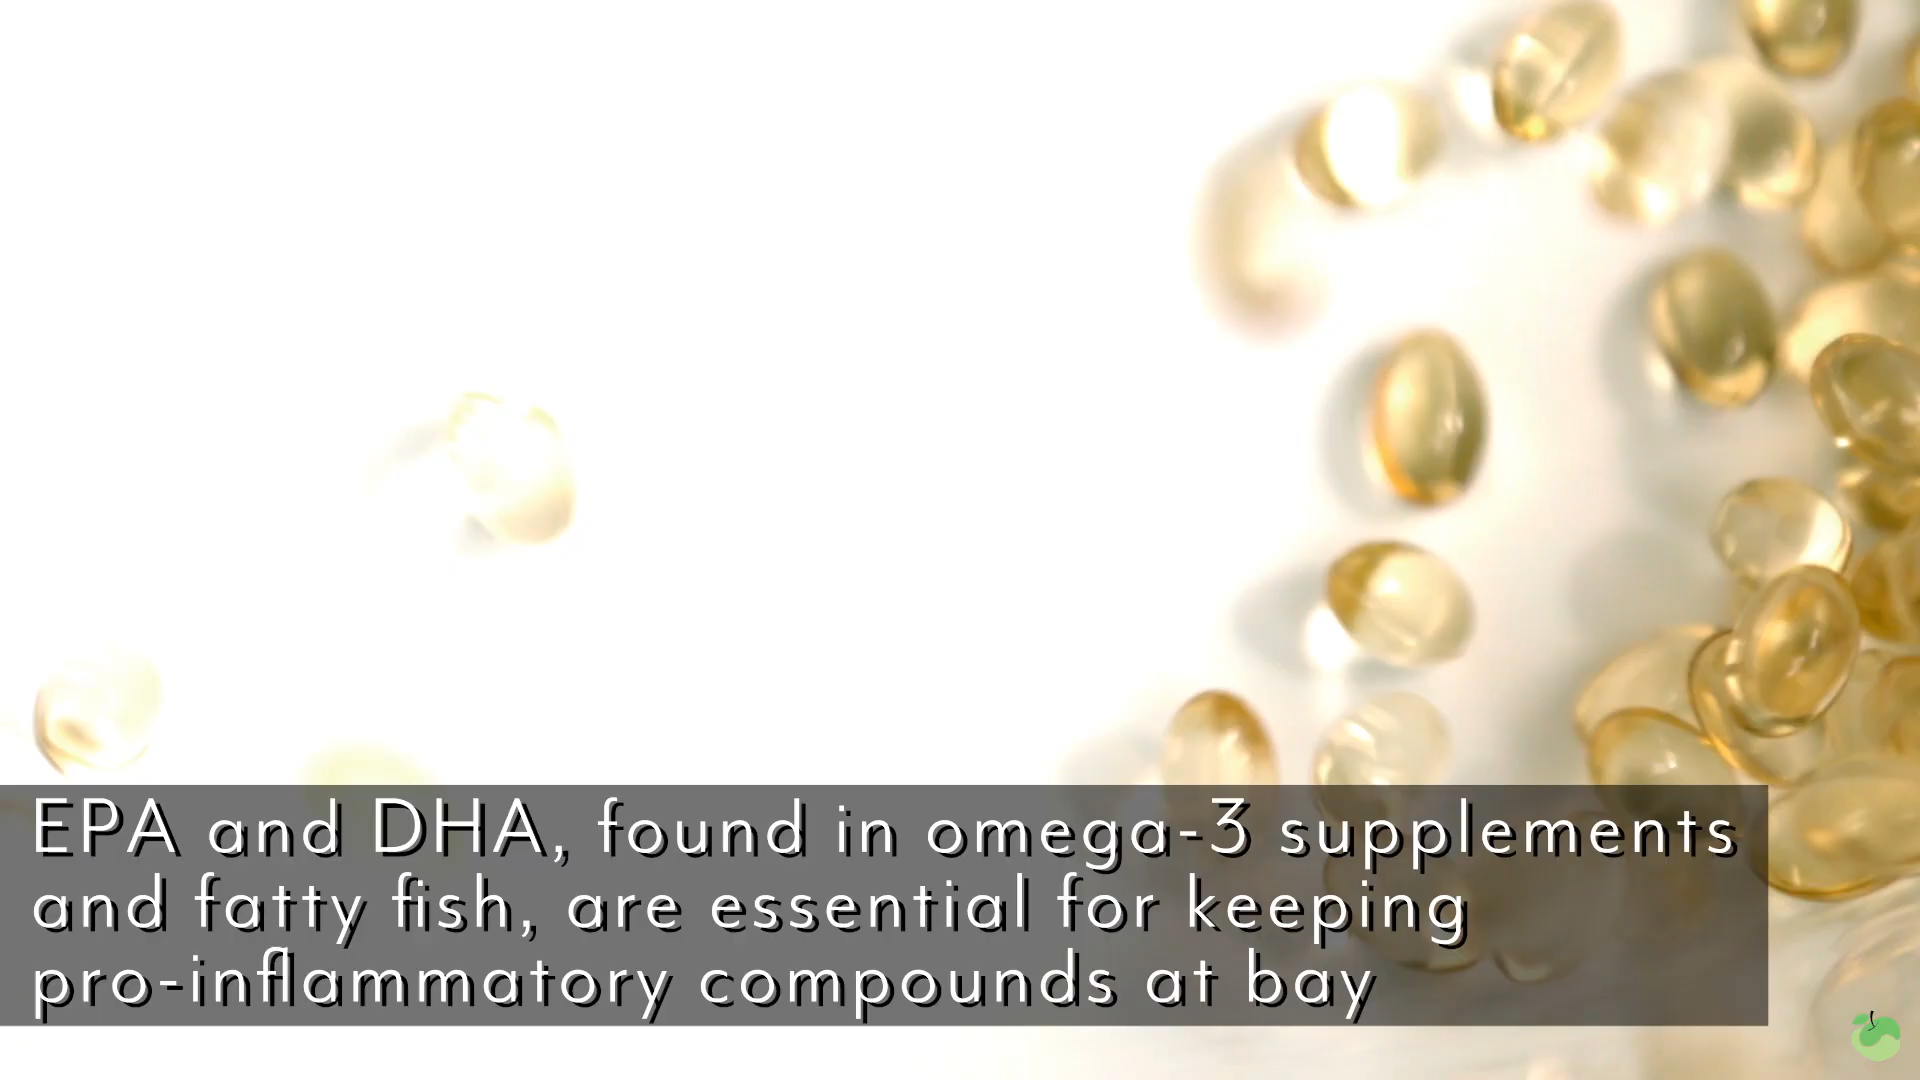 EPA and DHA, found in omega-3 supplements
and fatty fish, are essential for keeping
pro-inflammatory compounds at bay